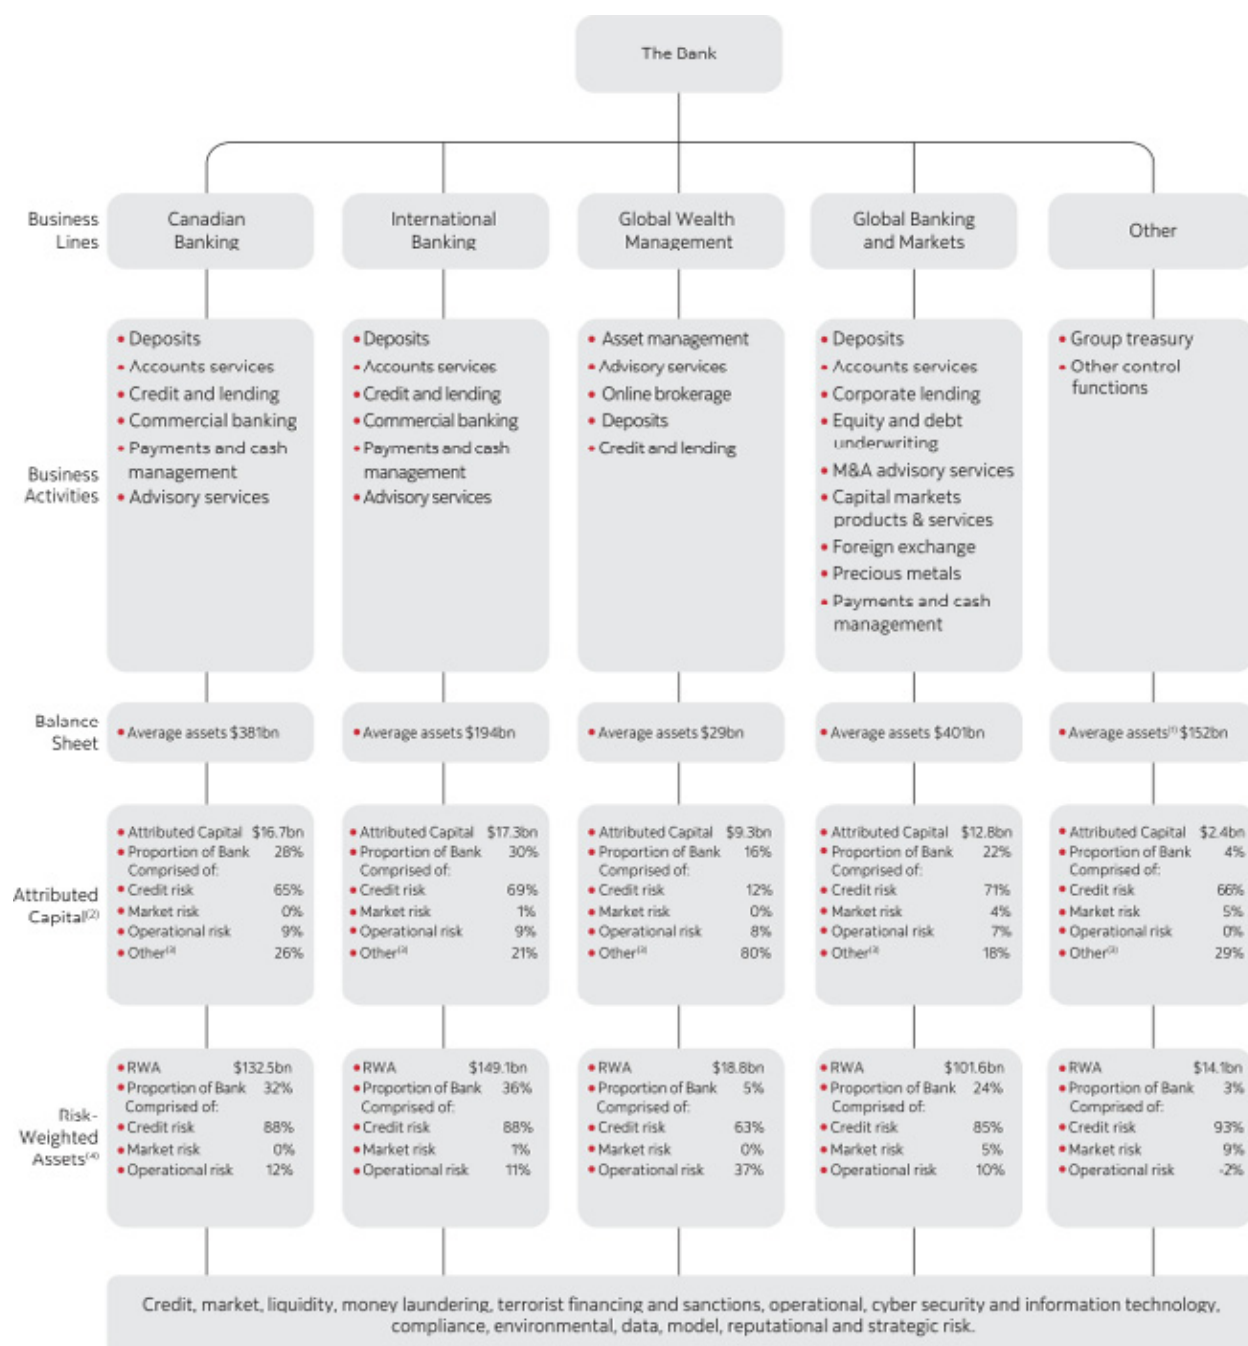 The Bank
Business
Lines
Canadian
Banking
International
Banking
Global Wealth
Management
Global Banking
and Markets
Other
Business
Activities
• Deposits
• Accounts services
• Credit and lending
• Commercial banking
• Payments and cash
management
• Advisory services
• Deposits
• Accounts services
• Credit and lending
• Commercial banking
• Payments and cash
management
• Advisory services
• Asset management
• Advisory services
• Online brokerage
• Deposits
• Credit and lending
• Deposits
• Accounts services
• Corporate lending
• Equity and debt
underwriting
• M&A advisory services
• Capital markets
products & services
• Foreign exchange
• Precious metals
• Payments and cash
management
• Group treasury
• Other control
functions
Balance
Sheet
• Average assets $381bn
• Average assets $194bn
• Average assets $29bn
• Average assets $401bn
• Average assets(1) $152bn
Attributed
Capital(2)
• Attributed Capital $16.7bn
• Proportion of Bank 28%
Comprised of:
• Credit risk 65%
• Market risk 0%
• Operational risk 9%
• Other(3) 26%
• Attributed Capital $17.3bn
• Proportion of Bank 30%
Comprised of:
• Credit risk 69%
• Market risk 1%
• Operational risk 9%
• Other(3) 21%
• Attributed Capital $9.3bn
• Proportion of Bank 16%
Comprised of:
• Credit risk 12%
• Market risk 0%
• Operational risk 8%
• Other(3) 80%
• Attributed Capital $12.8bn
• Proportion of Bank 22%
Comprised of:
• Credit risk 71%
• Market risk 4%
• Operational risk 7%
• Other(3) 18%
• Attributed Capital $2.4bn
• Proportion of Bank 4%
Comprised of:
• Credit risk 66%
• Market risk 5%
• Operational risk 0%
• Other(3) 29%
Risk-
Weighted
Assets(4)
• RWA $132.5bn
• Proportion of Bank 32%
Comprised of:
• Credit risk 88%
• Market risk 0%
• Operational risk 12%
• RWA $149.1bn
• Proportion of Bank 36%
Comprised of:
• Credit risk 88%
• Market risk 1%
• Operational risk 11%
• RWA $18.8bn
• Proportion of Bank 5%
Comprised of:
• Credit risk 63%
• Market risk 0%
• Operational risk 37%
• RWA $101.6bn
• Proportion of Bank 24%
Comprised of:
• Credit risk 85%
• Market risk 5%
• Operational risk 10%
• RWA $14.1bn
• Proportion of Bank 3%
Comprised of:
• Credit risk 93%
• Market risk 9%
• Operational risk -2%
Credit, market, liquidity, money laundering, terrorist financing and sanctions, operational, cyber security and information technology,
compliance, environmental, data, model, reputational and strategic risk.